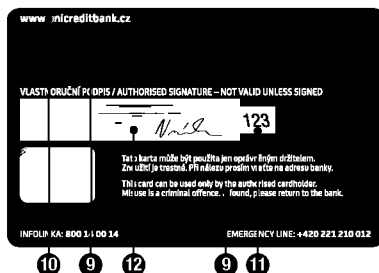 www.unicreditbank.cz
VLASTNORUČNÍ PODPIS / AUTHORISED SIGNATURE – NOT VALID UNLESS SIGNED
123
Tato karta může být použita jen oprávněným držitelem.
Zneužití je trestné. Při nálezu prosím vraťte na adresu banky.
This card can be used only by the authorised cardholder.
Misuse is a criminal offence. If found, please return to the bank.
INFOLINKA: 800 14 00 14 EMERGENCY LINE: +420 221 210 012
10 9 12 9 11